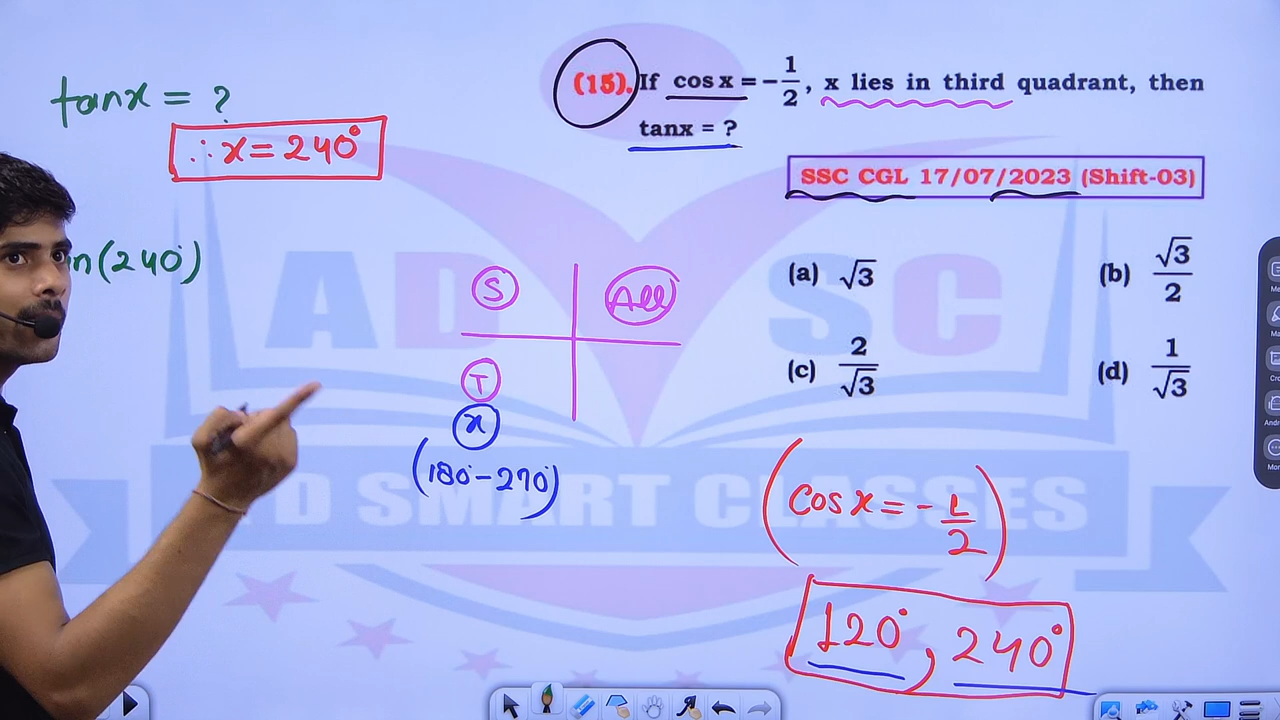 tanx = ?
∴ x = 240°
n(240°)
(15). If cos x = -1/2, x lies in third quadrant, then
tanx = ?
SSC CGL 17/07/2023 (Shift-03)
(a) √3
(b) √3/2
(c) 2/√3
(d) 1/√3
S
All
T
x
(180°-270°)
(cos x = -1/2)
120°, 240°
AD SC
AD SMART CLASSES